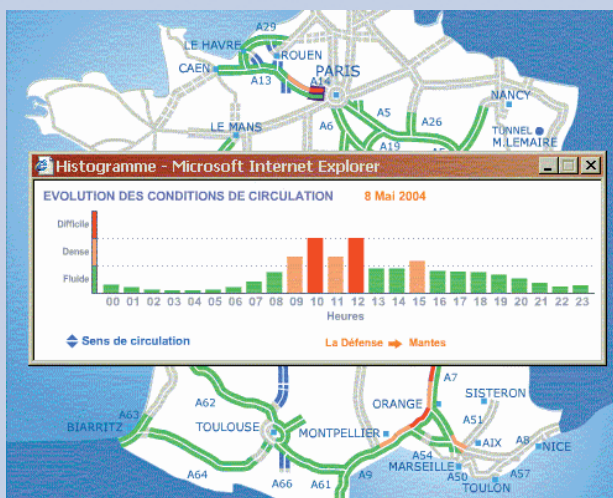 A29
LE HAVRE
ROUEN
CAEN
A13
A14
PARIS
NANCY
LE MANS
A6
A5
A26
A19
TUNNEL
M.LEMAIRE
Histogramme - Microsoft Internet Explorer
EVOLUTION DES CONDITIONS DE CIRCULATION 8 Mai 2004
Difficile
Dense
Fluide
00 01 02 03 04 05 06 07 08 09 10 11 12 13 14 15 16 17 18 19 20 21 22 23
Heures
Sens de circulation La Défense Mantes
A7
A62
ORANGE
SISTERON
A63
BIARRITZ
TOULOUSE
MONTPELLIER
A51
A8
NICE
AIX
A64
A66
A61
A9
A54
MARSEILLE
A50
A57
TOULON